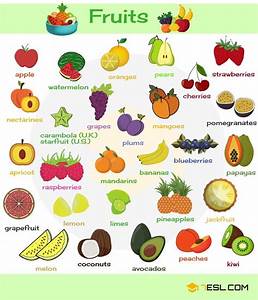 Fruits
apple
watermelon
oranges
pears
strawberries
nectarines
grapes
mangoes
cherries
pomegranates
carambola (U.K.)
starfruit (U.S.)
plums
apricot
raspberries
mandarins
bananas
blueberries
papayas
grapefruit
lemon
limes
pineapples
jackfruit
melon
coconuts
avocados
peaches
kiwi
7ESL.COM